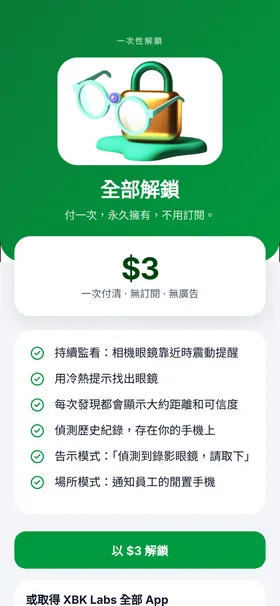 一次性解鎖
全部解鎖
付一次，永久擁有，不用訂閱。
$3
一次付清 · 無訂閱 · 無廣告
持續監看：相機眼鏡靠近時震動提醒
用冷熱提示找出眼鏡
每次發現都會顯示大約距離和可信度
偵測歷史紀錄，存在你的手機上
告示模式：「偵測到錄影眼鏡，請取下」
場所模式：通知員工的閒置手機
以 $3 解鎖
或取得 XBK Labs 全部 App